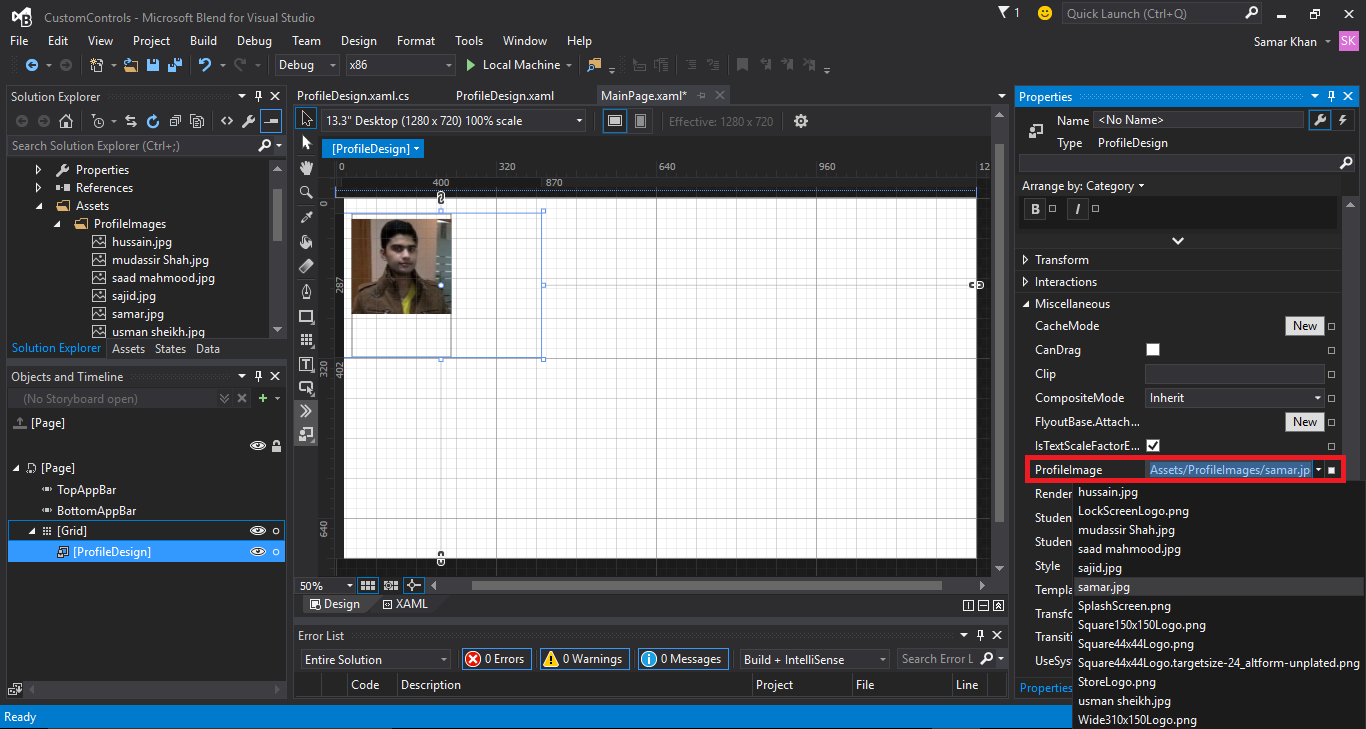 CustomControls - Microsoft Blend for Visual Studio
1
Quick Launch (Ctrl+Q)
File Edit View Project Build Debug Team Design Format Tools Window Help
Samar Khan
SK
Debug x86 Local Machine
Solution Explorer
Search Solution Explorer (Ctrl+;)
Properties
References
Assets
ProfileImages
hussain.jpg
mudassir Shah.jpg
saad mahmood.jpg
sajid.jpg
samar.jpg
usman sheikh.jpg
Solution Explorer Assets States Data
Objects and Timeline
(No Storyboard open)
[Page]
[Page]
TopAppBar
BottomAppBar
[Grid]
[ProfileDesign]
ProfileDesign.xaml.cs ProfileDesign.xaml MainPage.xaml*
13.3" Desktop (1280 x 720) 100% scale
Effective: 1280 x 720
[ProfileDesign]
0 320 640 960 12
400 870
0
287
320
402
640
50%
Design XAML
Error List
Entire Solution
0 Errors
0 Warnings
0 Messages
Build + IntelliSense
Search Error L
Code Description Project File Line
Properties
Name <No Name>
Type ProfileDesign
Arrange by: Category
B I
Transform
Interactions
Miscellaneous
CacheMode New
CanDrag
Clip
CompositeMode Inherit
FlyoutBase.Attach... New
IsTextScaleFactorE...
ProfileImage Assets/ProfileImages/samar.jp
Render
Studen
Studen
Style
Templa
Transfo
Transiti
UseSys
hussain.jpg
LockScreenLogo.png
mudassir Shah.jpg
saad mahmood.jpg
sajid.jpg
samar.jpg
SplashScreen.png
Square150x150Logo.png
Square44x44Logo.png
Square44x44Logo.targetsize-24_altform-unplated.png
StoreLogo.png
usman sheikh.jpg
Wide310x150Logo.png
Properties
Ready